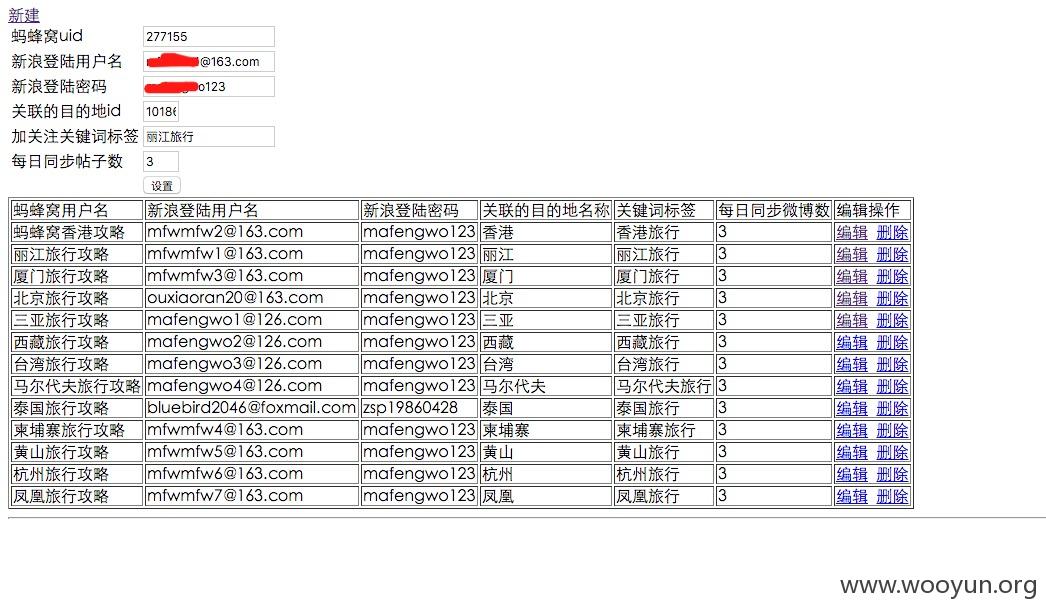 新建
蚂蜂窝uid 277155
新浪登陆用户名 @163.com
新浪登陆密码 o123
关联的目的地id 10186
加关注关键词标签 丽江旅行
每日同步帖子数 3
设置
蚂蜂窝用户名 新浪登陆用户名 新浪登陆密码 关联的目的地名称 关键词标签 每日同步微博数 编辑操作
蚂蜂窝香港攻略 mfwmfw2@163.com mafengwo123 香港 香港旅行 3 编辑 删除
丽江旅行攻略 mfwmfw1@163.com mafengwo123 丽江 丽江旅行 3 编辑 删除
厦门旅行攻略 mfwmfw3@163.com mafengwo123 厦门 厦门旅行 3 编辑 删除
北京旅行攻略 ouxiaoran20@163.com mafengwo123 北京 北京旅行 3 编辑 删除
三亚旅行攻略 mafengwo1@126.com mafengwo123 三亚 三亚旅行 3 编辑 删除
西藏旅行攻略 mafengwo2@126.com mafengwo123 西藏 西藏旅行 3 编辑 删除
台湾旅行攻略 mafengwo3@126.com mafengwo123 台湾 台湾旅行 3 编辑 删除
马尔代夫旅行攻略 mafengwo4@126.com mafengwo123 马尔代夫 马尔代夫旅行 3 编辑 删除
泰国旅行攻略 bluebird2046@foxmail.com zsp19860428 泰国 泰国旅行 3 编辑 删除
柬埔寨旅行攻略 mfwmfw4@163.com mafengwo123 柬埔寨 柬埔寨旅行 3 编辑 删除
黄山旅行攻略 mfwmfw5@163.com mafengwo123 黄山 黄山旅行 3 编辑 删除
杭州旅行攻略 mfwmfw6@163.com mafengwo123 杭州 杭州旅行 3 编辑 删除
凤凰旅行攻略 mfwmfw7@163.com mafengwo123 凤凰 凤凰旅行 3 编辑 删除
www.wooyun.org